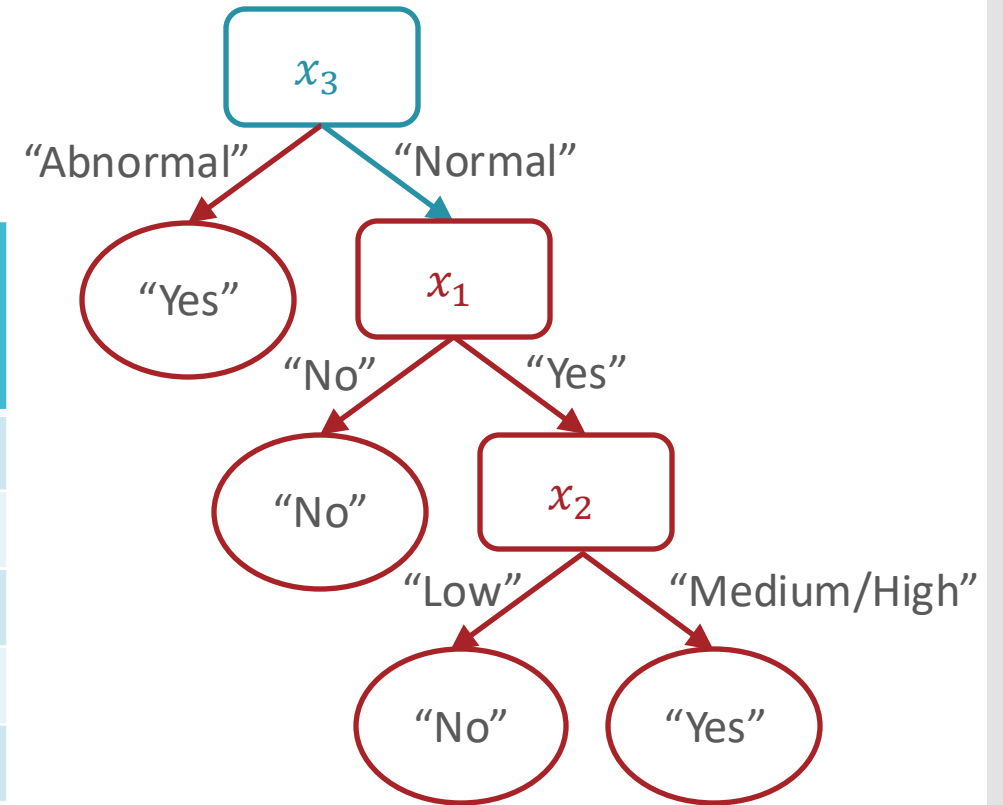 x₃
“Abnormal” “Normal”
“Yes” x₁
“No” “Yes”
“No” x₂
“Low” “Medium/High”
“No” “Yes”